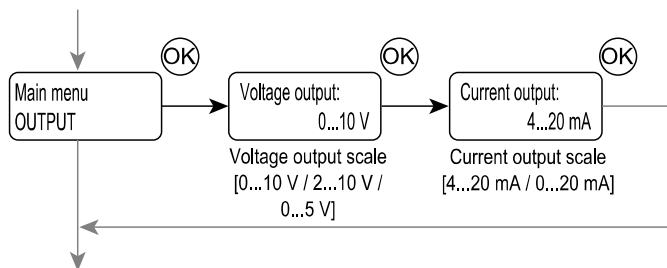 OK
OK
OK
Main menu
OUTPUT
Voltage output:
0...10 V
Current output:
4...20 mA
Voltage output scale
[0...10 V / 2...10 V /
0...5 V]
Current output scale
[4...20 mA / 0...20 mA]